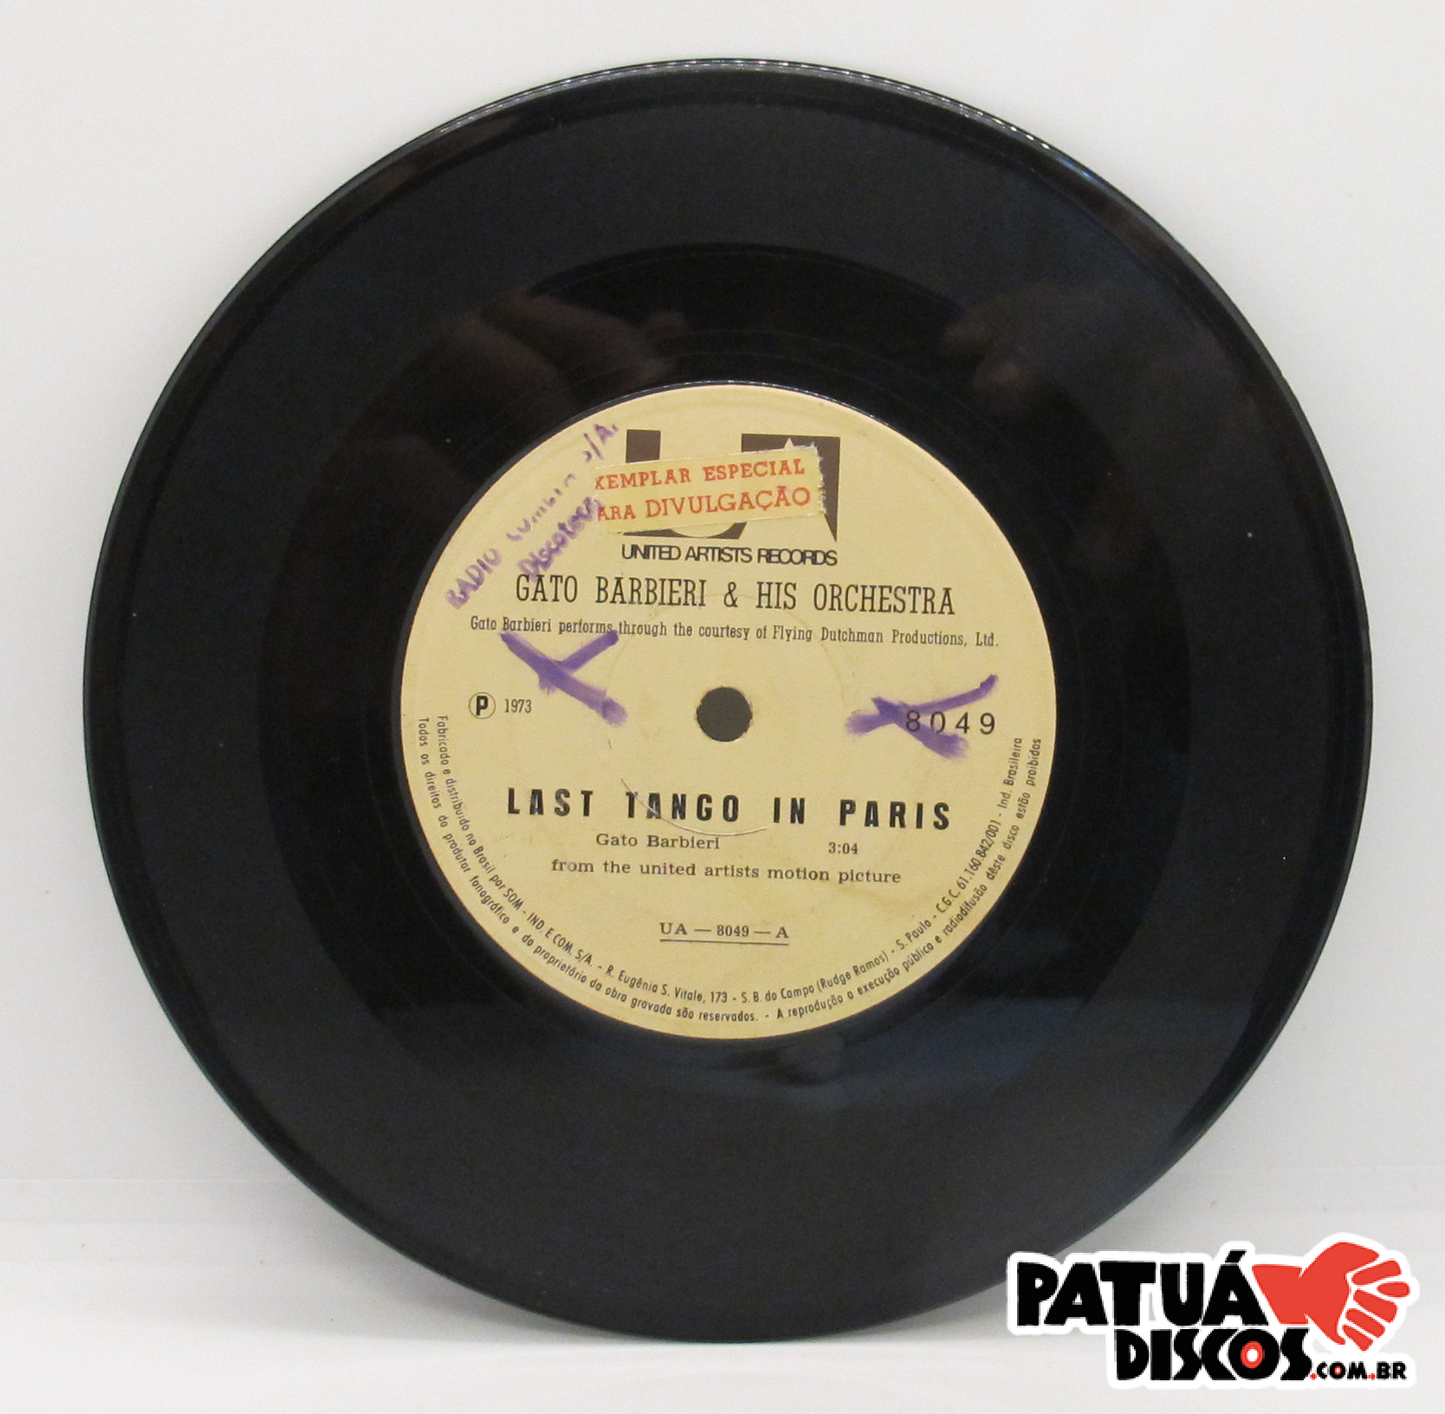 RADIO S/A.
Discoteca
XEMPLAR ESPECIAL
ARA DIVULGAÇÃO
UNITED ARTISTS RECORDS
GATO BARBIERI & HIS ORCHESTRA
Gato Barbieri performs through the courtesy of Flying Dutchman Productions, Ltd.
P 1973
8049
LAST TANGO IN PARIS
Gato Barbieri 3:04
from the united artists motion picture
UA — 8049 — A
Fabricado e distribuido no Brasil por SOM - IND. E COM. S/A. - R. Eugênia S. Vitale, 173 - S. B. do Campo (Rudge Ramos) - S. Paulo - C.G.C. 61.160.842/001 - Ind. Brasileira
Todos os direitos do produtor fonográfico e do proprietário da obra gravada são reservados. - A reprodução a execução pública e radiodifusão dêste disco estão proibidas
PATUÁ
DISCOS.COM.BR